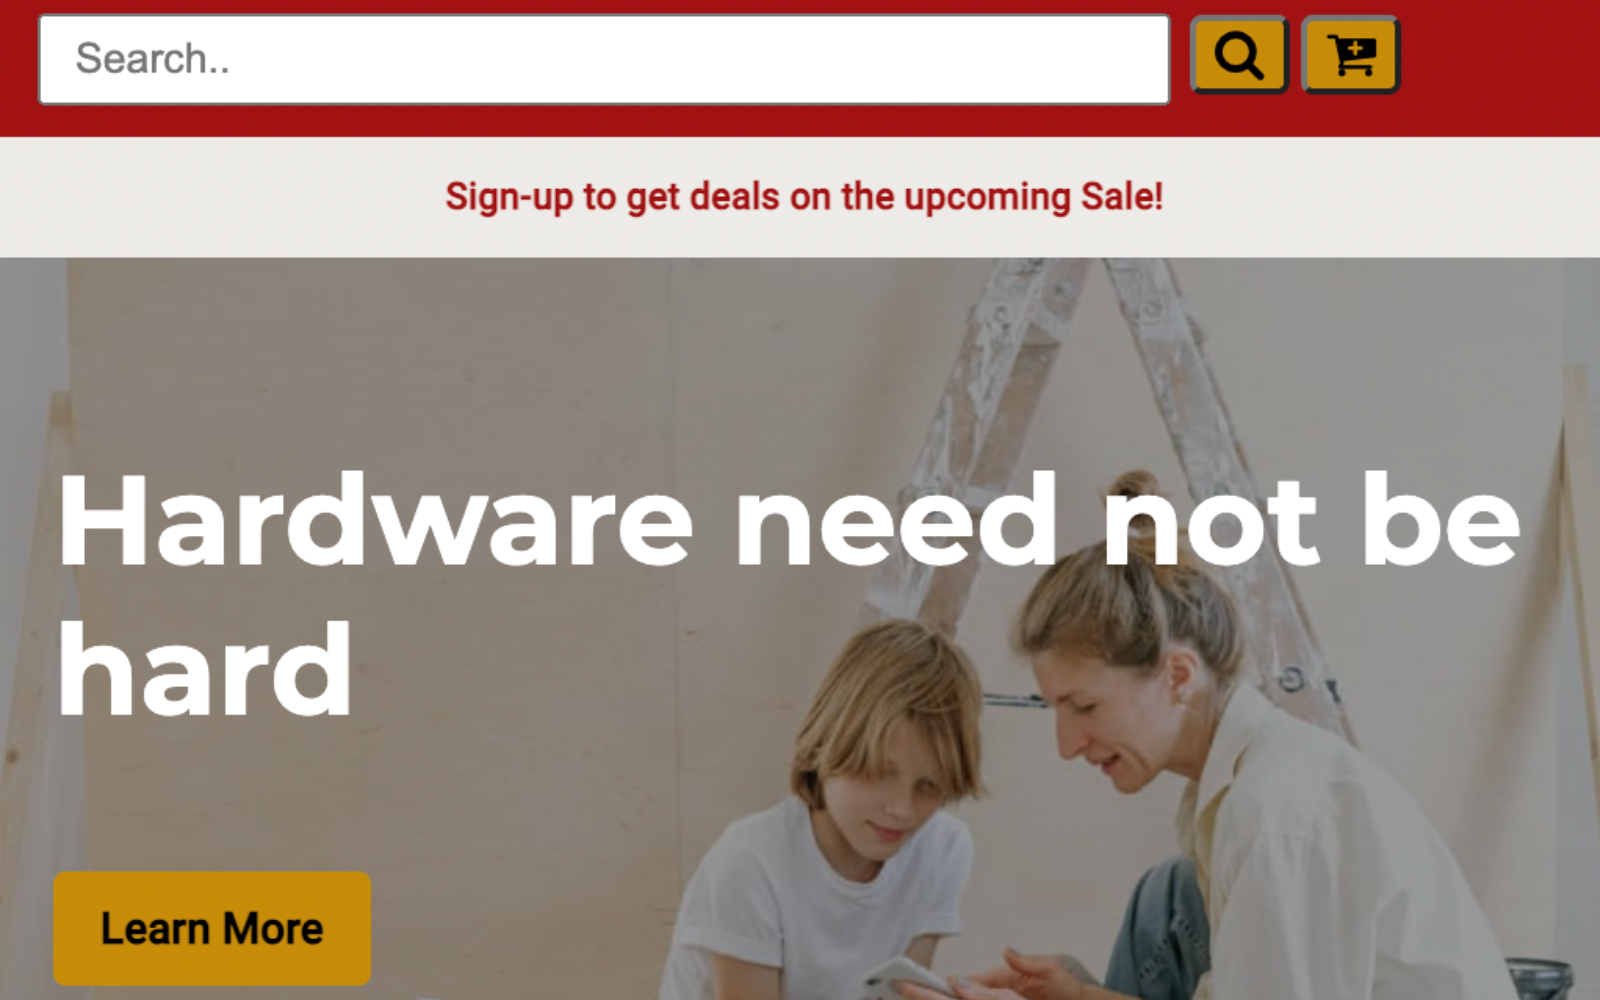 Search..
Sign-up to get deals on the upcoming Sale!
Hardware need not be
hard
Learn More